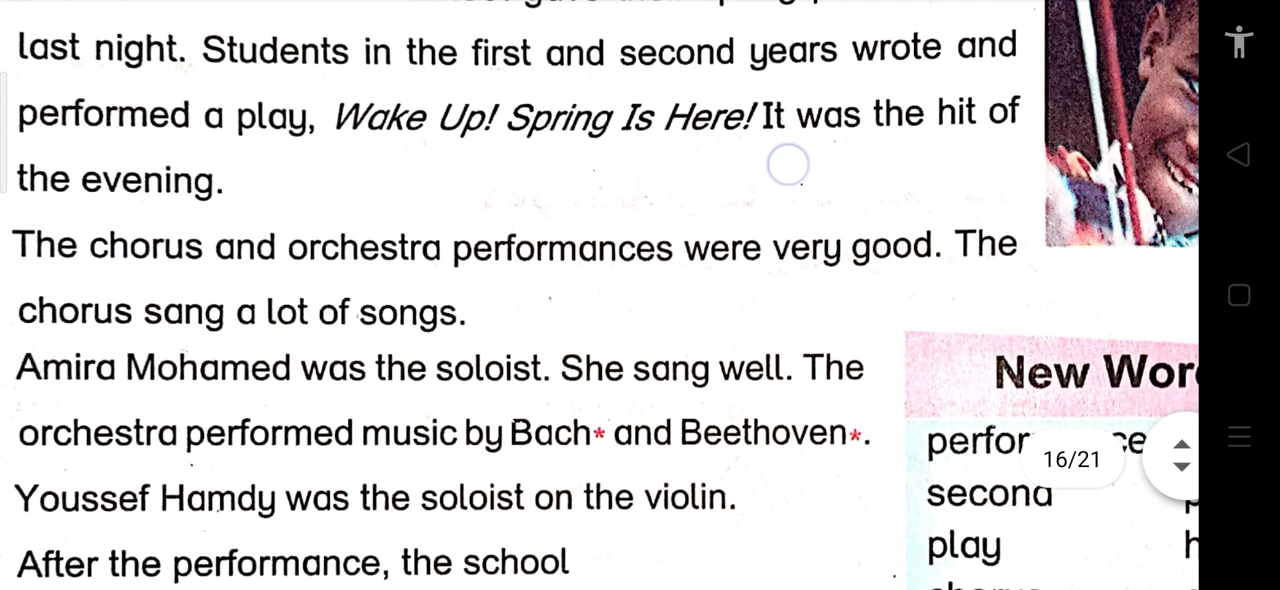 last night. Students in the first and second years wrote and
performed a play, Wake Up! Spring Is Here! It was the hit of
the evening.
The chorus and orchestra performances were very good. The
chorus sang a lot of songs.
Amira Mohamed was the soloist. She sang well. The
orchestra performed music by Bach* and Beethoven*.
Youssef Hamdy was the soloist on the violin.
After the performance, the school
New
second
play
16/21